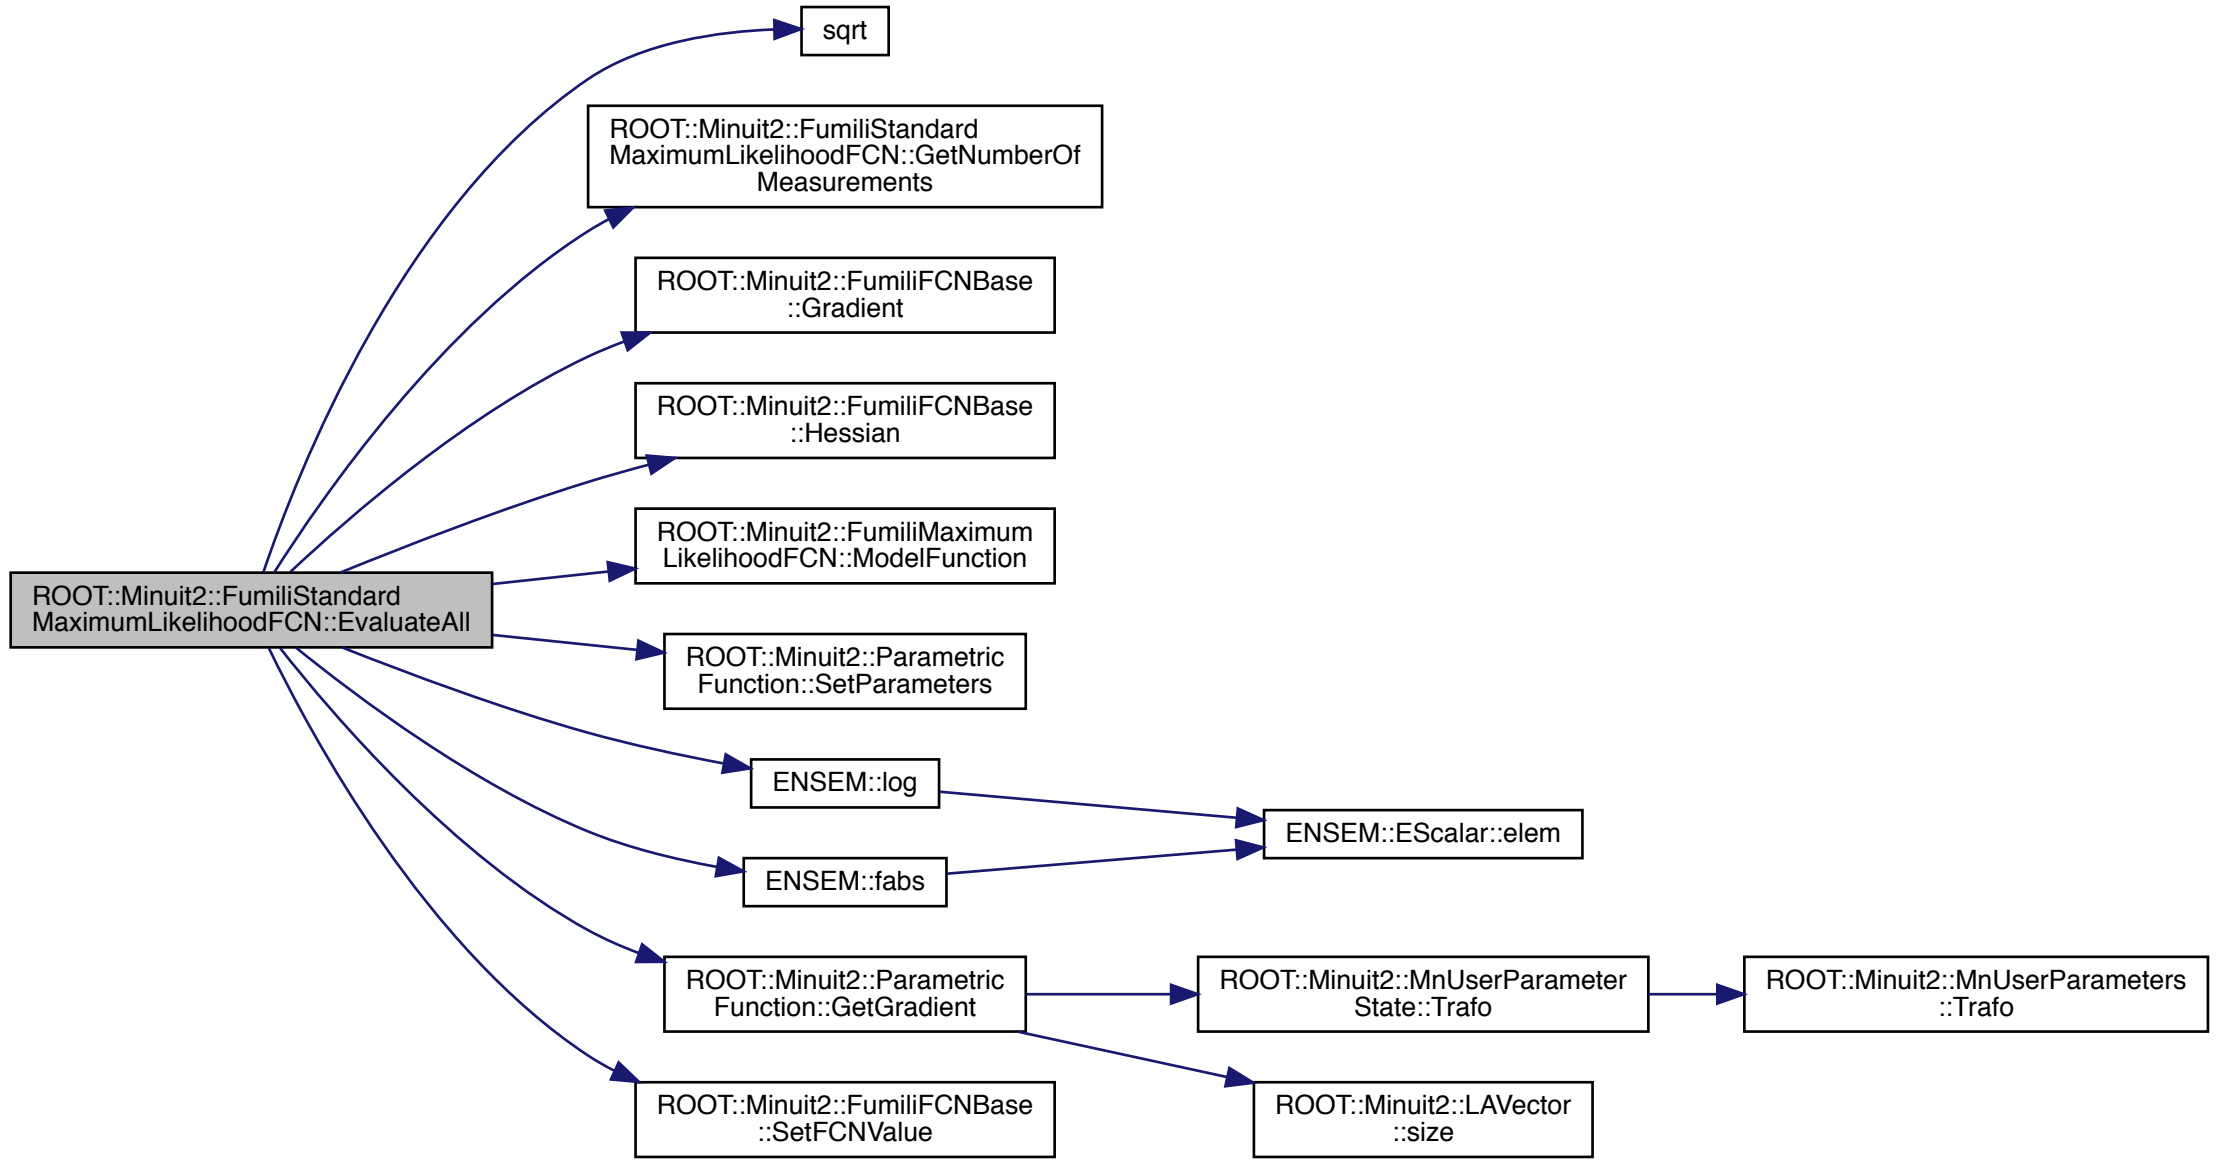 sqrt
ROOT::Minuit2::FumiliStandard
MaximumLikelihoodFCN::GetNumberOf
Measurements
ROOT::Minuit2::FumiliFCNBase
::Gradient
ROOT::Minuit2::FumiliFCNBase
::Hessian
ROOT::Minuit2::FumiliMaximum
LikelihoodFCN::ModelFunction
ROOT::Minuit2::FumiliStandard
MaximumLikelihoodFCN::EvaluateAll
ROOT::Minuit2::Parametric
Function::SetParameters
ENSEM::log
ENSEM::EScalar::elem
ENSEM::fabs
ROOT::Minuit2::Parametric
Function::GetGradient
ROOT::Minuit2::MnUserParameter
State::Trafo
ROOT::Minuit2::MnUserParameters
::Trafo
ROOT::Minuit2::FumiliFCNBase
::SetFCNValue
ROOT::Minuit2::LAVector
::size